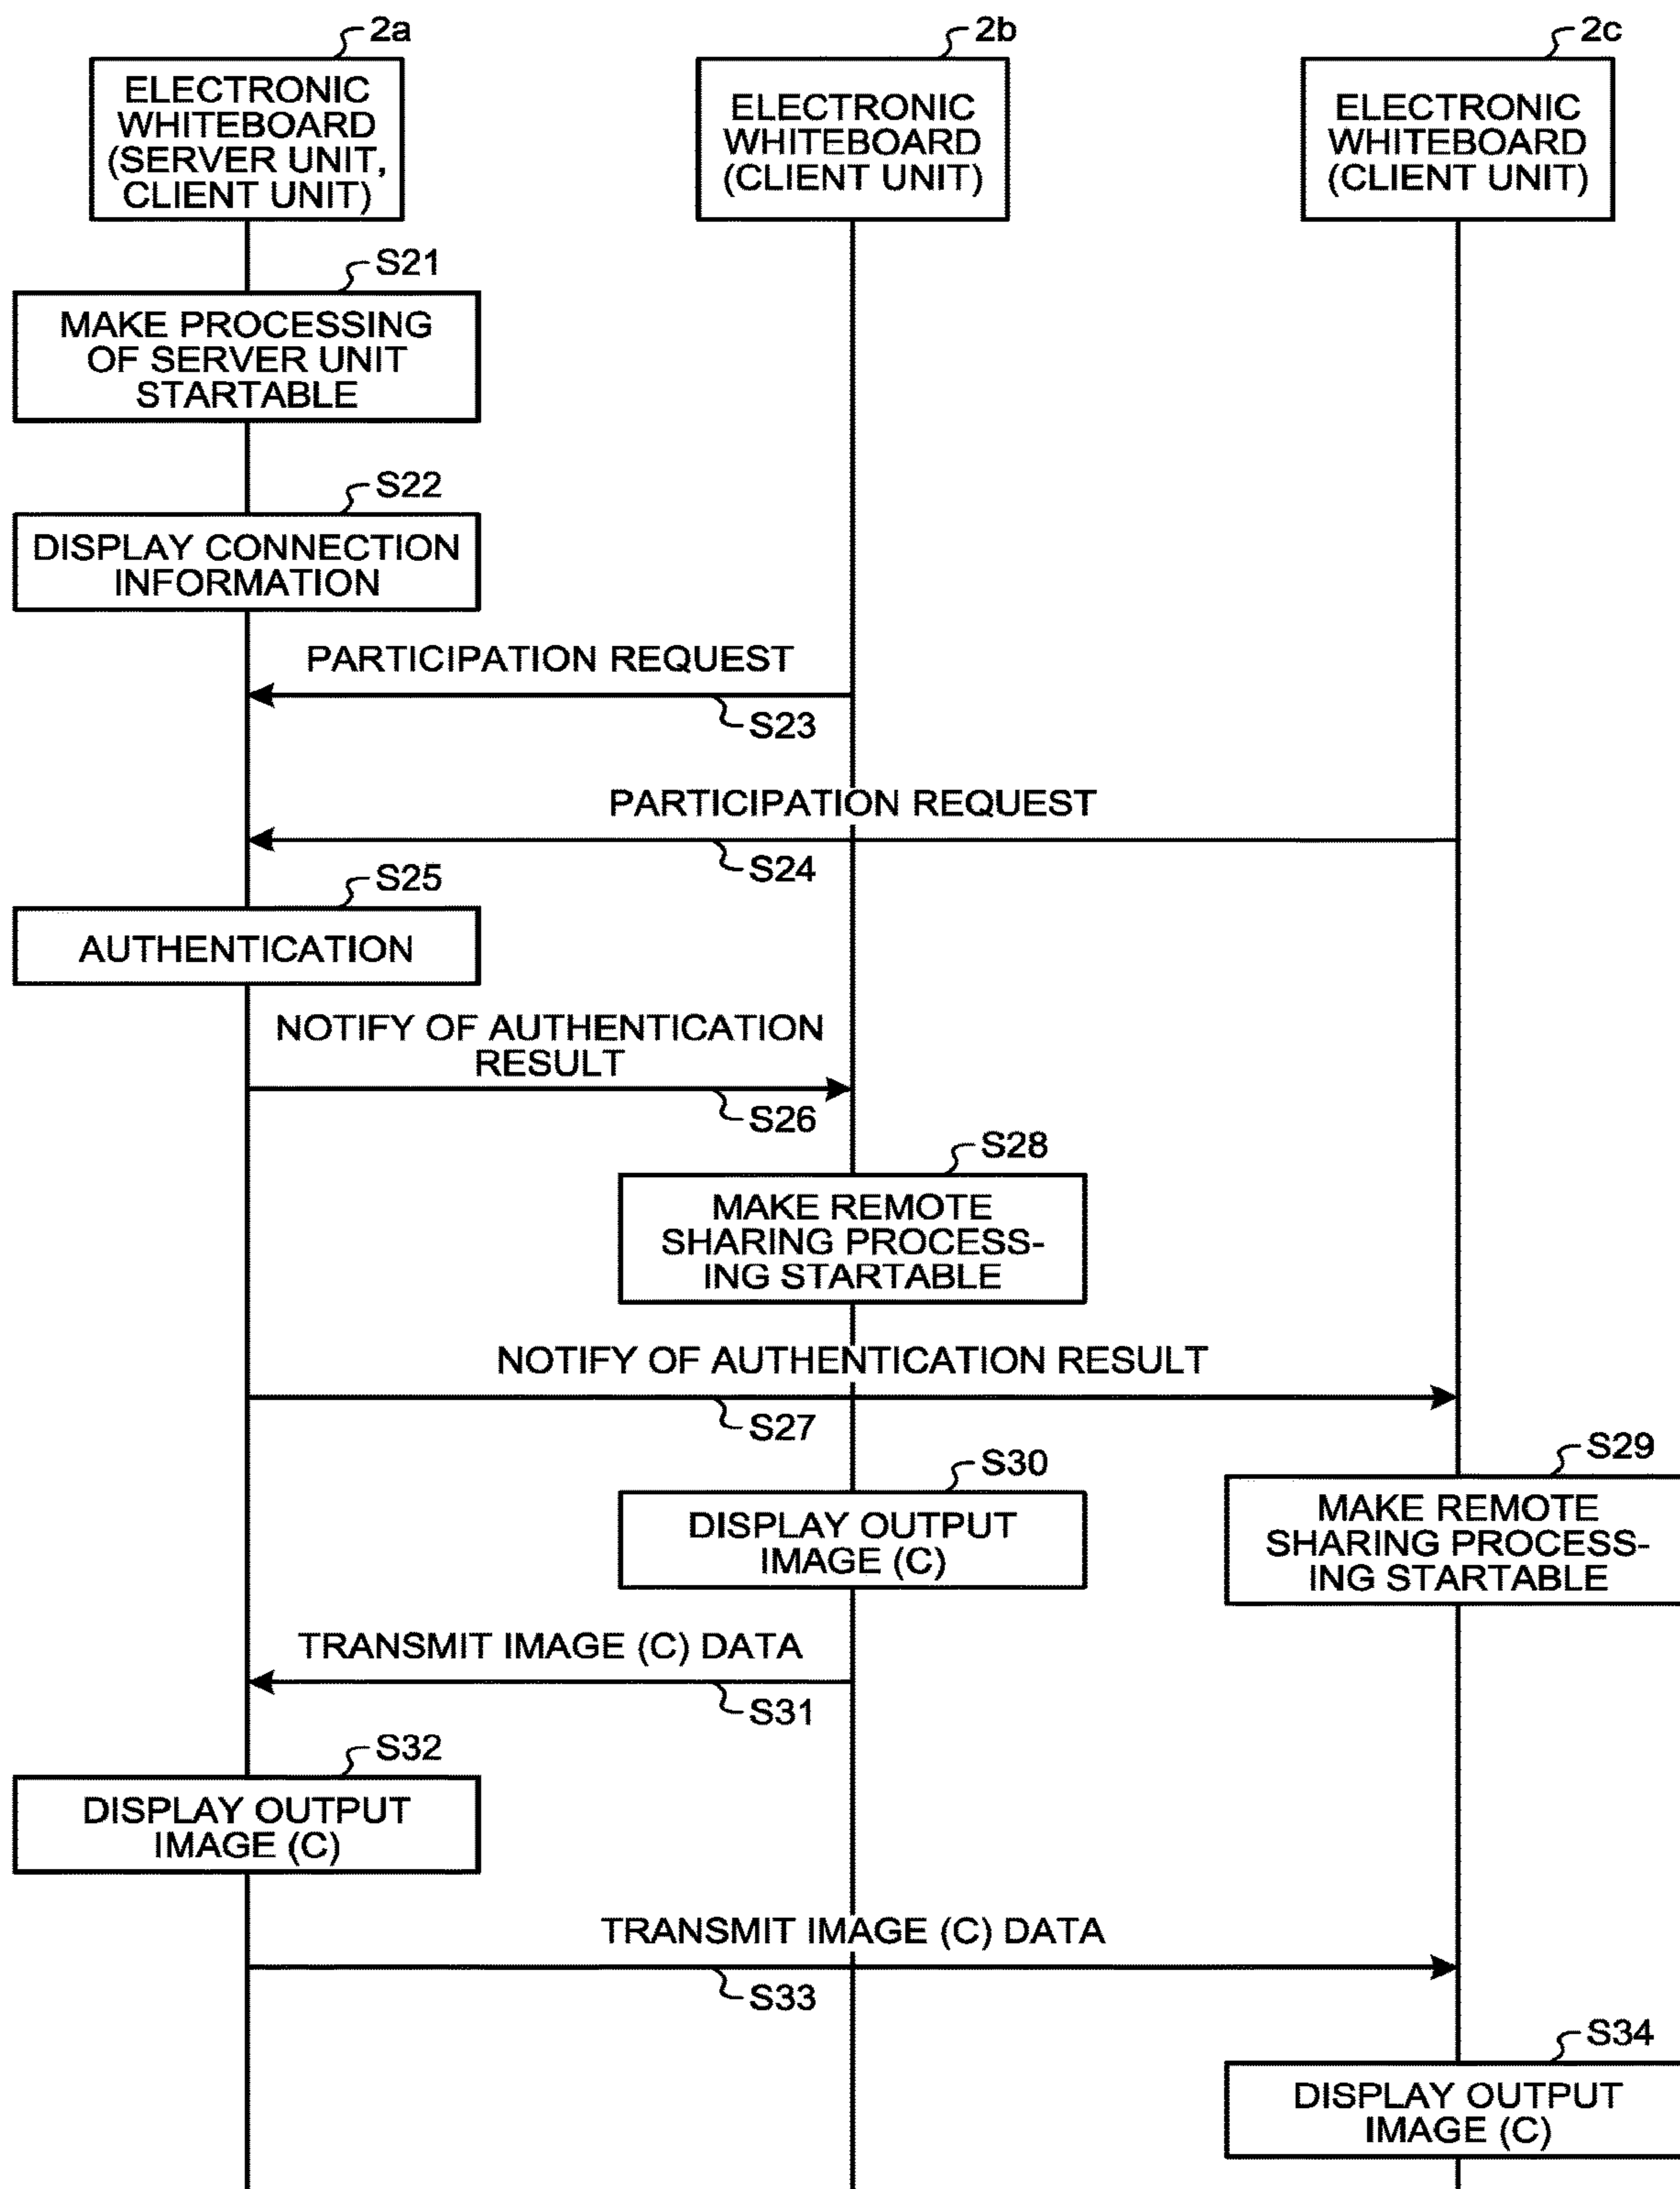 2a
2b
2c
ELECTRONIC
WHITEBOARD
(SERVER UNIT,
CLIENT UNIT)
ELECTRONIC
WHITEBOARD
(CLIENT UNIT)
ELECTRONIC
WHITEBOARD
(CLIENT UNIT)
S21
MAKE PROCESSING
OF SERVER UNIT
STARTABLE
S22
DISPLAY CONNECTION
INFORMATION
PARTICIPATION REQUEST
S23
PARTICIPATION REQUEST
S24
S25
AUTHENTICATION
NOTIFY OF AUTHENTICATION
RESULT
S26
S28
MAKE REMOTE
SHARING PROCESS-
ING STARTABLE
NOTIFY OF AUTHENTICATION RESULT
S27
S29
MAKE REMOTE
SHARING PROCESS-
ING STARTABLE
S30
DISPLAY OUTPUT
IMAGE (C)
TRANSMIT IMAGE (C) DATA
S31
S32
DISPLAY OUTPUT
IMAGE (C)
TRANSMIT IMAGE (C) DATA
S33
S34
DISPLAY OUTPUT
IMAGE (C)